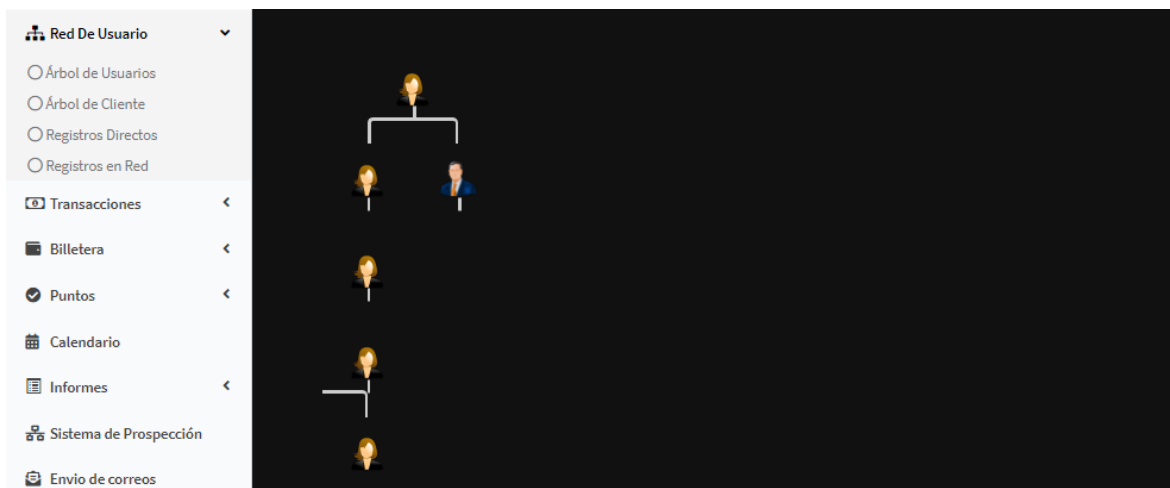 Red De Usuario
Árbol de Usuarios
Árbol de Cliente
Registros Directos
Registros en Red
Transacciones
Billetera
Puntos
Calendario
Informes
Sistema de Prospección
Envio de correos